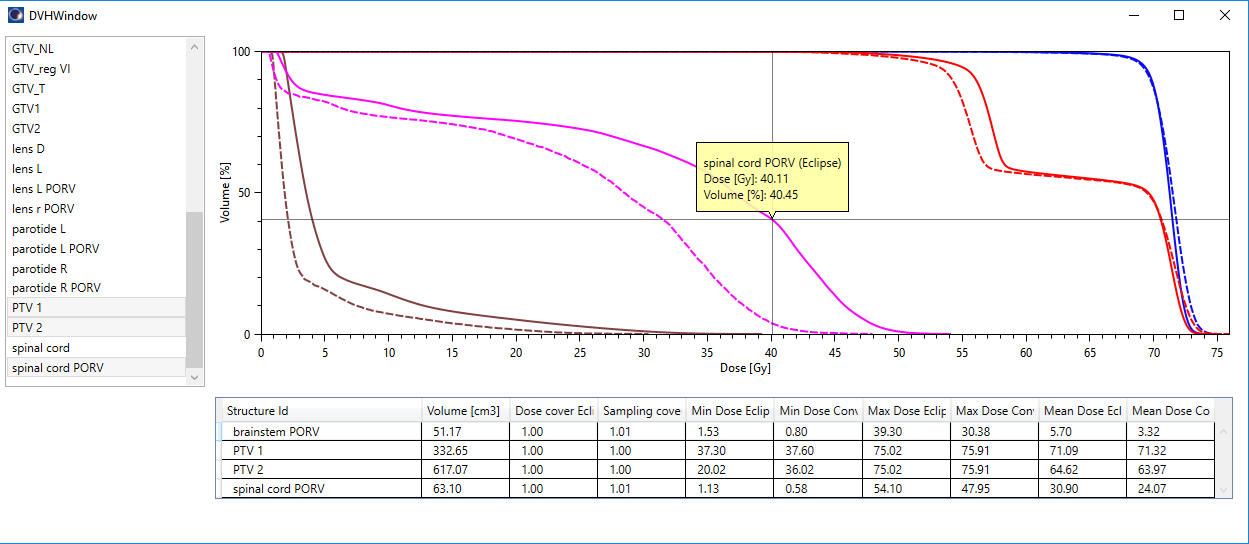 DVHWindow
GTV_NL
GTV_reg VI
GTV_T
GTV1
GTV2
lens D
lens L
lens L PORV
lens r PORV
parotide L
parotide L PORV
parotide R
parotide R PORV
PTV 1
PTV 2
spinal cord
spinal cord PORV
100
50
0
Volume [%]
spinal cord PORV (Eclipse)
Dose [Gy]: 40.11
Volume [%]: 40.45
0 5 10 15 20 25 30 35 40 45 50 55 60 65 70 75
Dose [Gy]
Structure Id Volume [cm3] Dose cover Ecli Sampling cove Min Dose Eclip Min Dose Conv Max Dose Eclip Max Dose Conv Mean Dose Ecl Mean Dose Co
brainstem PORV 51.17 1.00 1.01 1.53 0.80 39.30 30.38 5.70 3.32
PTV 1 332.65 1.00 1.00 37.30 37.60 75.02 75.91 71.09 71.32
PTV 2 617.07 1.00 1.00 20.02 36.02 75.02 75.91 64.62 63.97
spinal cord PORV 63.10 1.00 1.01 1.13 0.58 54.10 47.95 30.90 24.07